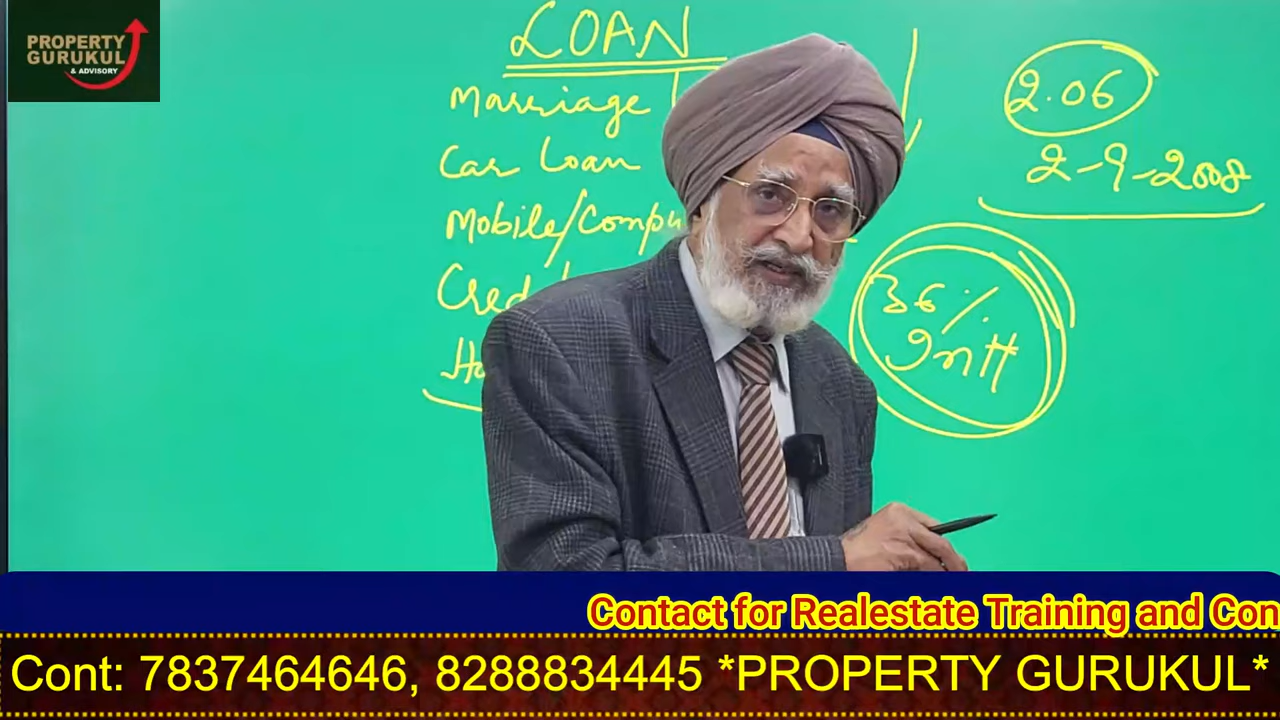 PROPERTY
GURUKUL
& ADVISORY
LOAN
Marriage
Car Loan
Mobile/Compu
Cred
2.06
2-9-2008
36%
Contact for Realestate Training and Con
Cont: 7837464646, 8288834445 *PROPERTY GURUKUL*